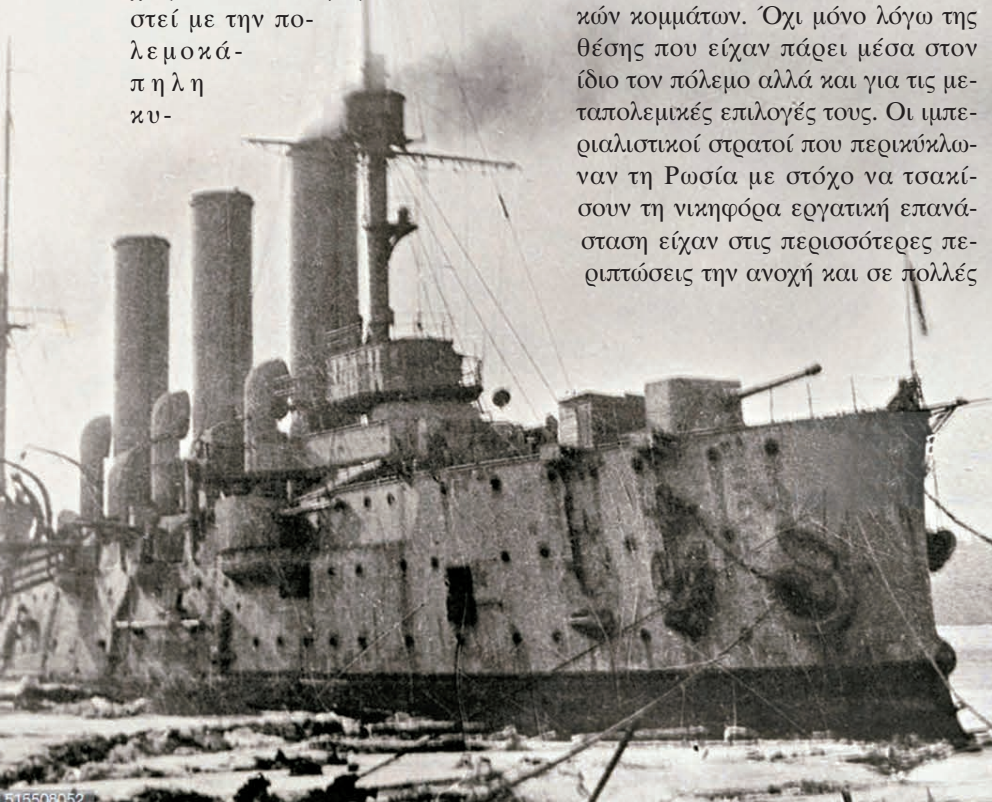 στεί με την πο-
λεμοκά-
πηλη
κυ-
κών κομμάτων. Όχι μόνο λόγω της
θέσης που είχαν πάρει μέσα στον
ίδιο τον πόλεμο αλλά και για τις με-
ταπολεμικές επιλογές τους. Οι ιμπε-
ριαλιστικοί στρατοί που περικύκλω-
ναν τη Ρωσία με στόχο να τσακί-
σουν τη νικηφόρα εργατική επανά-
σταση είχαν στις περισσότερες πε-
ριπτώσεις την ανοχή και σε πολλές
515508052